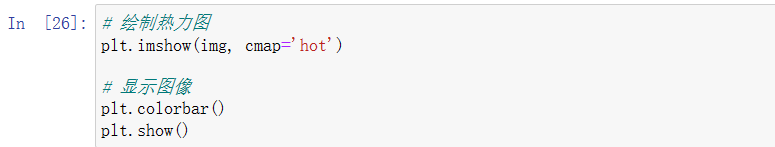 In [26]:
# 绘制热力图
plt.imshow(img, cmap='hot')
# 显示图像
plt.colorbar()
plt.show()